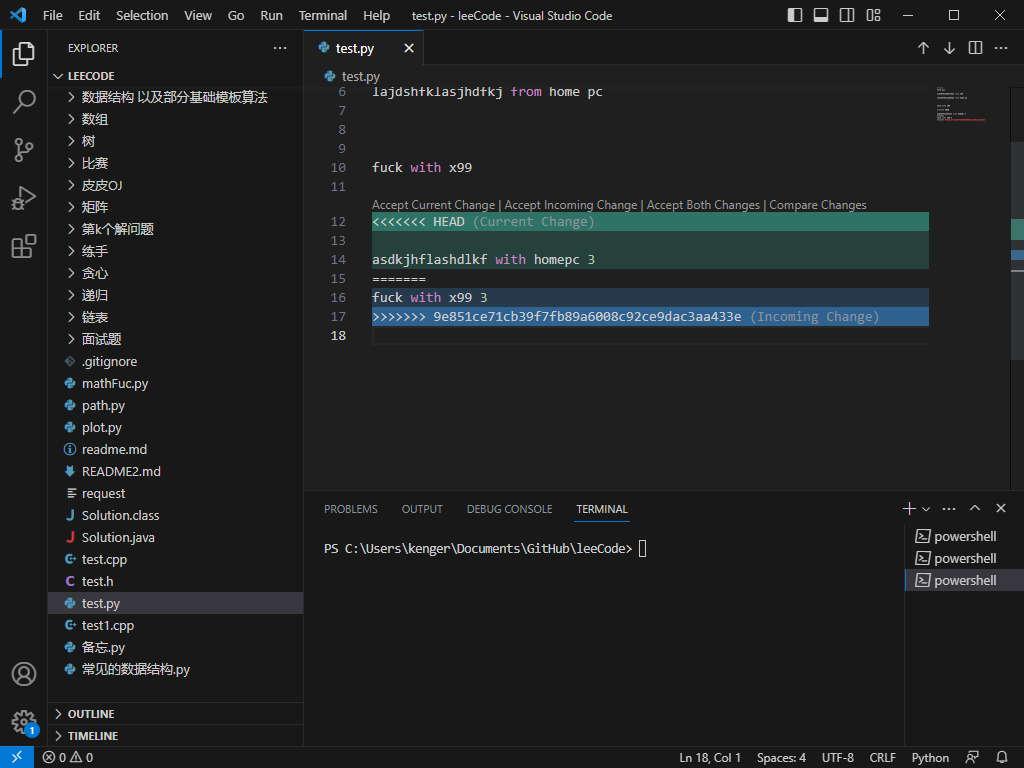 File Edit Selection View Go Run Terminal Help test.py - leeCode - Visual Studio Code
EXPLORER
LEECODE
数据结构 以及部分基础模板算法
数组
树
比赛
皮皮OJ
矩阵
第k个解问题
练手
贪心
递归
链表
面试题
.gitignore
mathFuc.py
path.py
plot.py
readme.md
README2.md
request
Solution.class
Solution.java
test.cpp
test.h
test.py
test1.cpp
备忘.py
常见的数据结构.py
OUTLINE
TIMELINE
test.py
test.py
6 lajdshfklasjhdfkj from home pc
7
8
9
10 fuck with x99
11
Accept Current Change | Accept Incoming Change | Accept Both Changes | Compare Changes
12 <<<<<<< HEAD (Current Change)
13
14 asdkjhflashdlkf with homepc 3
15 =======
16 fuck with x99 3
17 >>>>>>> 9e851ce71cb39f7fb89a6008c92ce9dac3aa433e (Incoming Change)
18
PROBLEMS OUTPUT DEBUG CONSOLE TERMINAL
PS C:\Users\kenger\Documents\GitHub\leeCode>
powershell
powershell
powershell
1
0 0 Ln 18, Col 1 Spaces: 4 UTF-8 CRLF Python